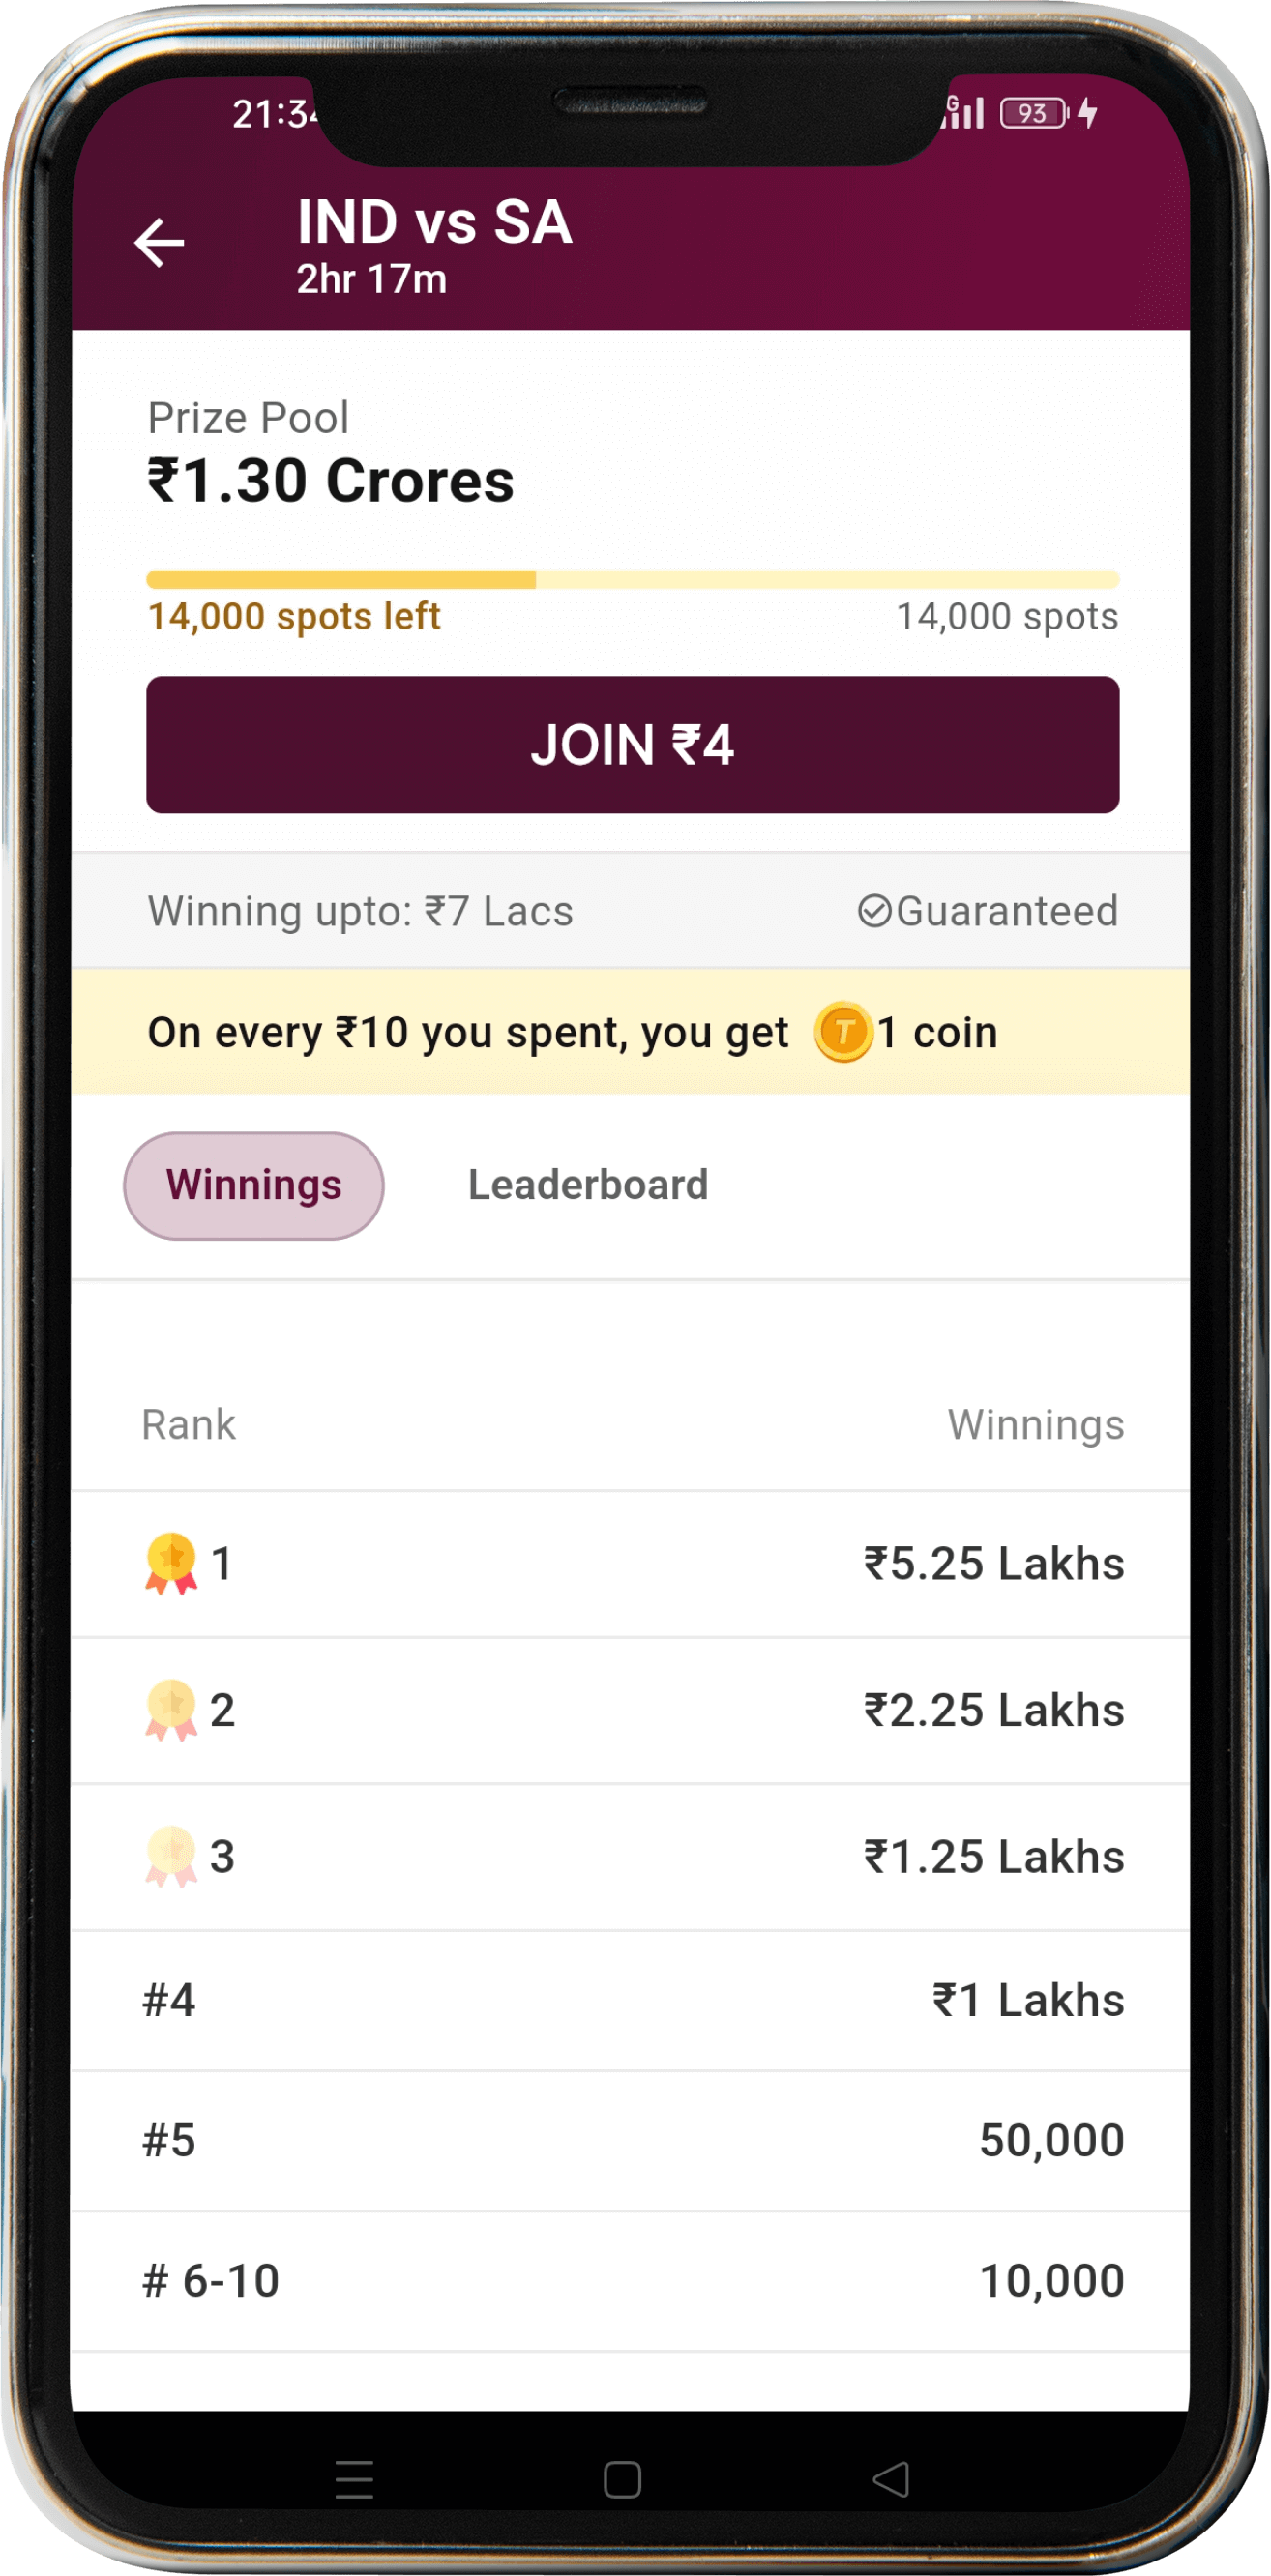 21:34
G 93
IND vs SA
2hr 17m
Prize Pool
₹1.30 Crores
14,000 spots left
14,000 spots
JOIN ₹4
Winning upto: ₹7 Lacs
Guaranteed
On every ₹10 you spent, you get T 1 coin
Winnings
Leaderboard
Rank
Winnings
1
₹5.25 Lakhs
2
₹2.25 Lakhs
3
₹1.25 Lakhs
#4
₹1 Lakhs
#5
50,000
# 6-10
10,000